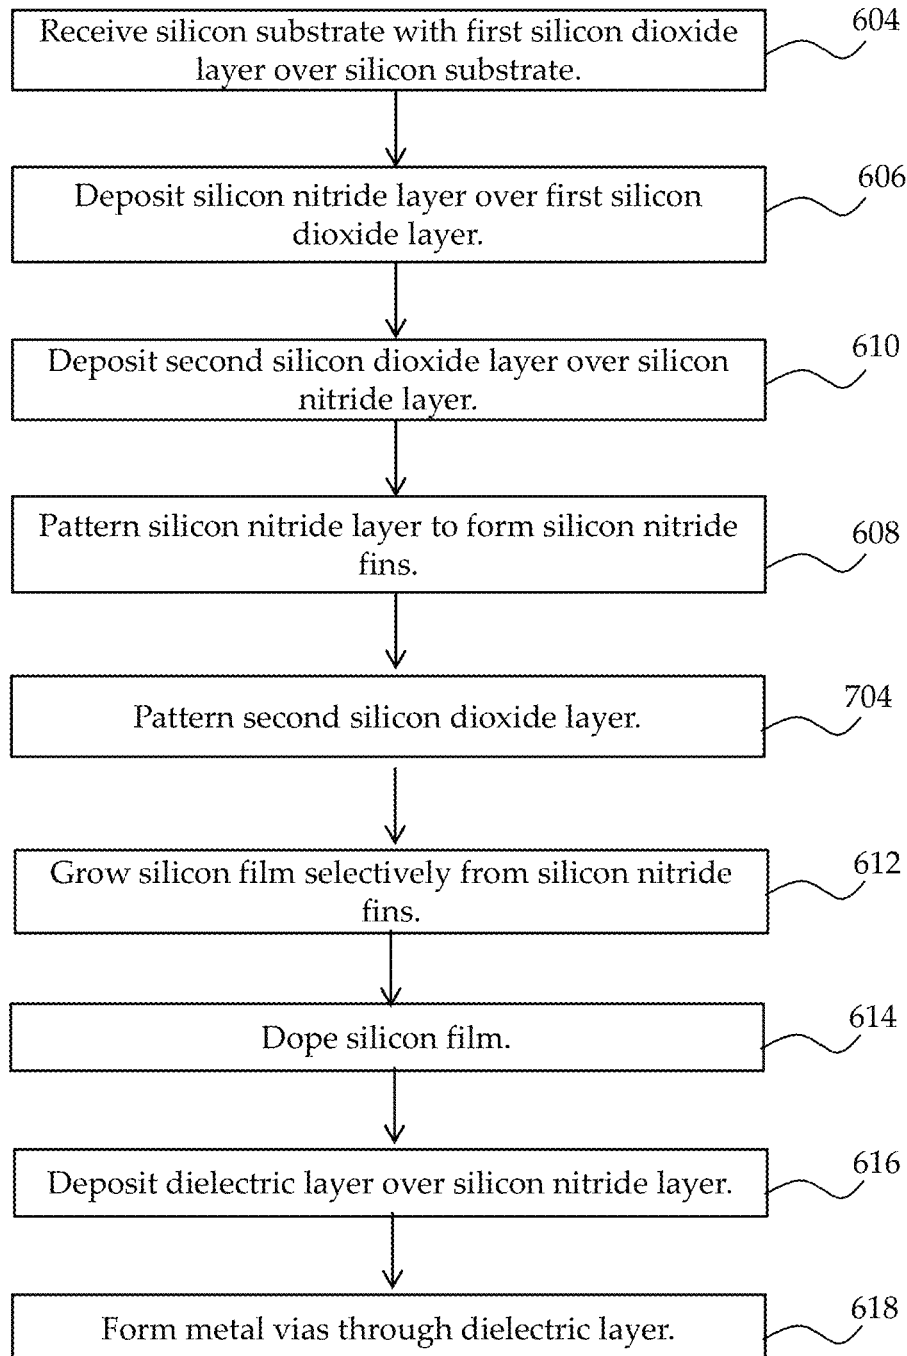 Receive silicon substrate with first silicon dioxide
layer over silicon substrate.
604
Deposit silicon nitride layer over first silicon
dioxide layer.
606
Deposit second silicon dioxide layer over silicon
nitride layer.
610
Pattern silicon nitride layer to form silicon nitride
fins.
608
Pattern second silicon dioxide layer.
704
Grow silicon film selectively from silicon nitride
fins.
612
Dope silicon film.
614
Deposit dielectric layer over silicon nitride layer.
616
Form metal vias through dielectric layer.
618